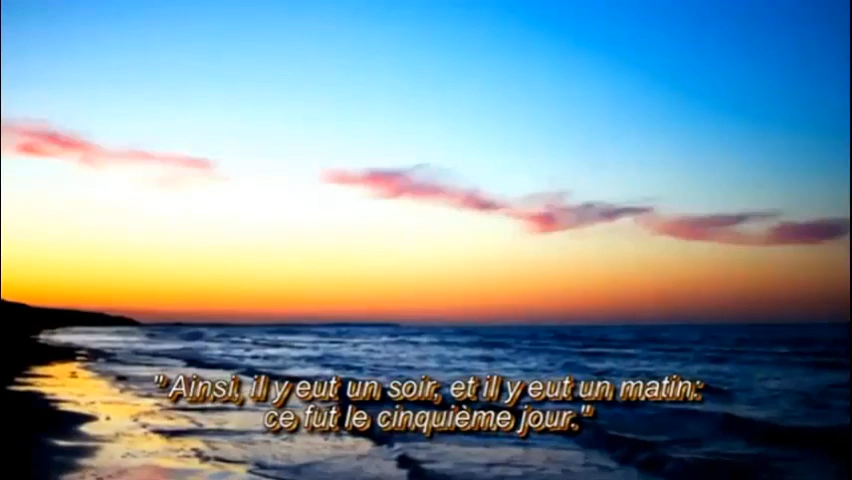 " Ainsi, il y eut un soir, et il y eut un matin:
ce fut le cinquième jour."